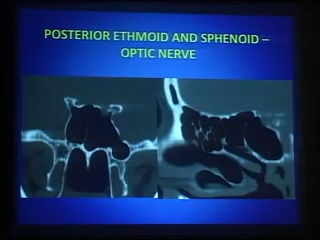 POSTERIOR ETHMOID AND SPHENOID –
OPTIC NERVE